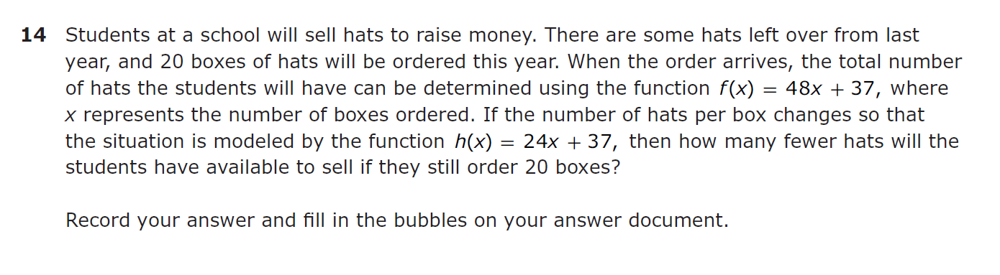 14 Students at a school will sell hats to raise money. There are some hats left over from last
year, and 20 boxes of hats will be ordered this year. When the order arrives, the total number
of hats the students will have can be determined using the function f(x) = 48x + 37, where
x represents the number of boxes ordered. If the number of hats per box changes so that
the situation is modeled by the function h(x) = 24x + 37, then how many fewer hats will the
students have available to sell if they still order 20 boxes?
Record your answer and fill in the bubbles on your answer document.